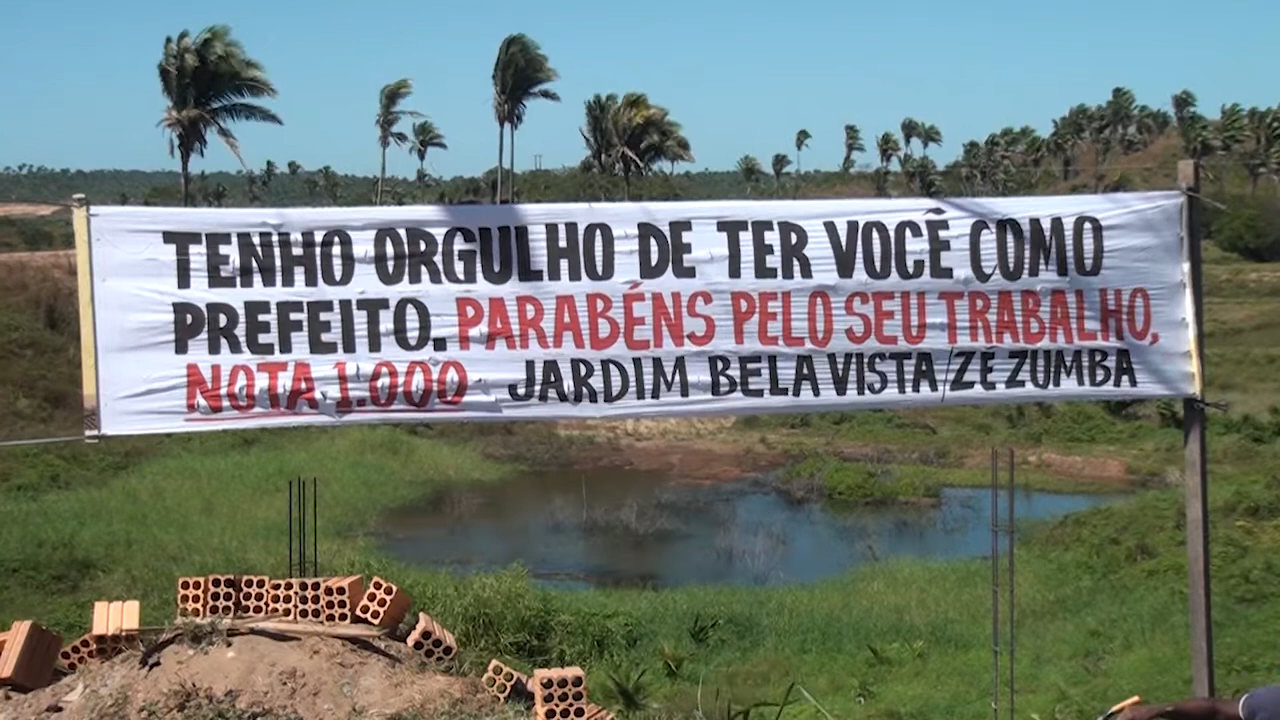 TENHO ORGULHO DE TER VOCÊ COMO
PREFEITO. PARABÉNS PELO SEU TRABALHO,
NOTA 1.000 JARDIM BELA VISTA/ZÉ ZUMBA